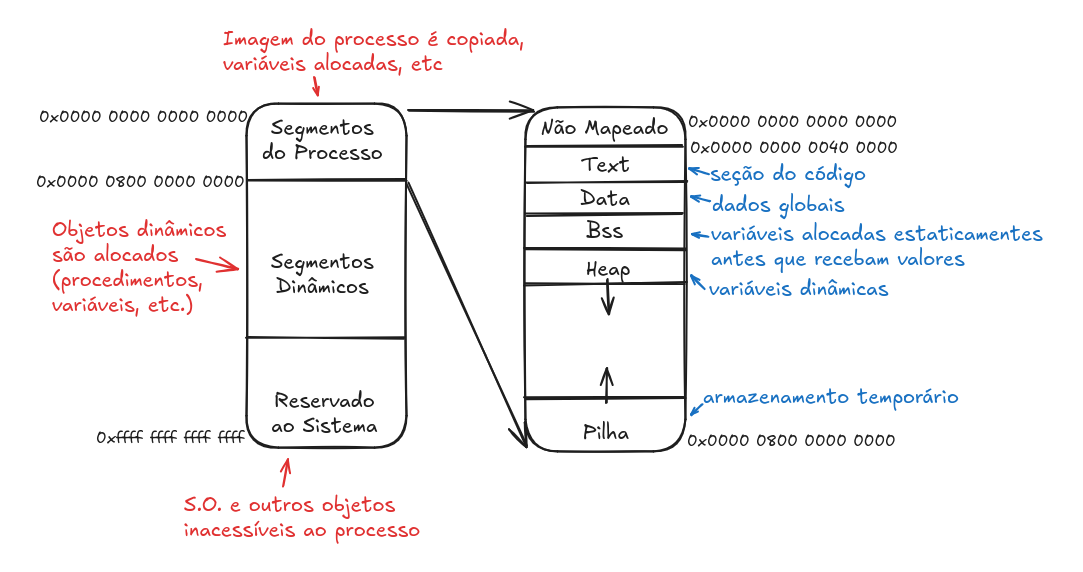 Imagem do processo é copiada,
variáveis alocadas, etc
0x0000 0000 0000 0000
Segmentos
do Processo
0x0000 0800 0000 0000
Objetos dinâmicos
são alocados
(procedimentos,
variáveis, etc.)
Segmentos
Dinâmicos
Reservado
ao Sistema
0xffff ffff ffff ffff
S.O. e outros objetos
inacessíveis ao processo
Não Mapeado
0x0000 0000 0000 0000
0x0000 0000 0040 0000
Text
seção do código
Data
dados globais
Bss
variáveis alocadas estaticamente
antes que recebam valores
Heap
variáveis dinâmicas
armazenamento temporário
Pilha
0x0000 0800 0000 0000